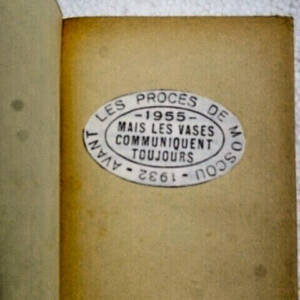 AVANT LES PROCÈS DE MOSCOU - 1932 -
-1955-
MAIS LES VASES
COMMUNIQUENT
TOUJOURS